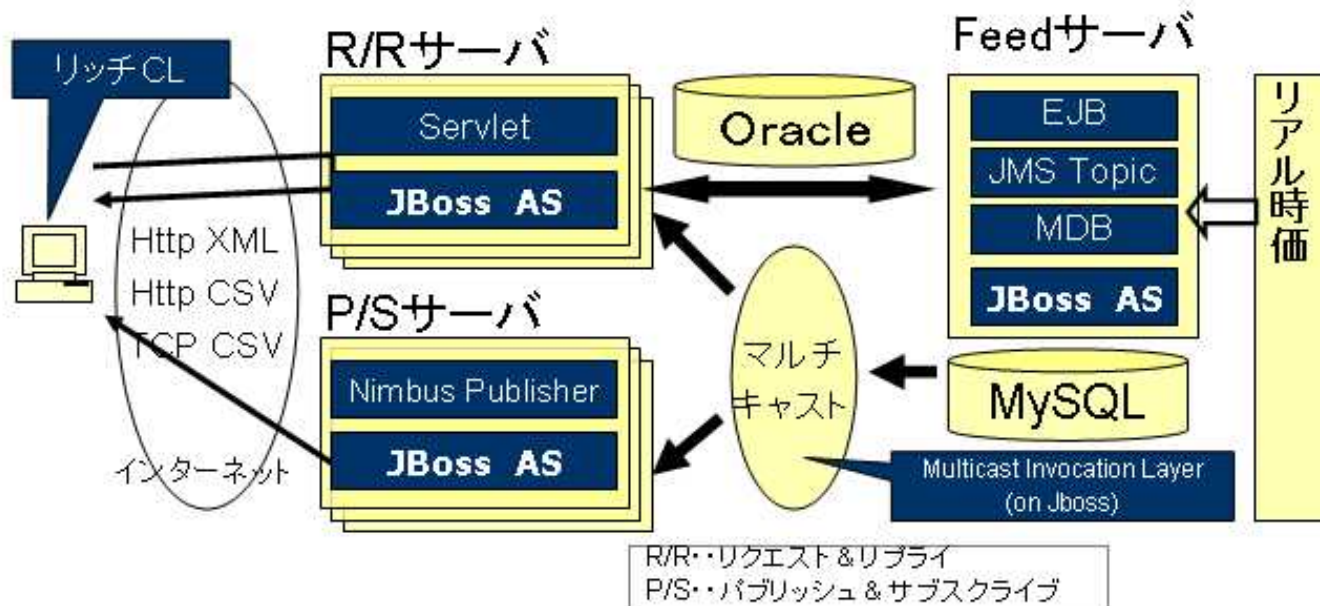 リッチCL
Http XML
Http CSV
TCP CSV
インターネット
R/Rサーバ
Servlet
JBoss AS
P/Sサーバ
Nimbus Publisher
JBoss AS
Oracle
マルチ
キャスト
Feedサーバ
EJB
JMS Topic
MDB
JBoss AS
MySQL
Multicast Invocation Layer
(on Jboss)
リアル時価
R/R・・リクエスト&リプライ
P/S・・パブリッシュ&サブスクライブ